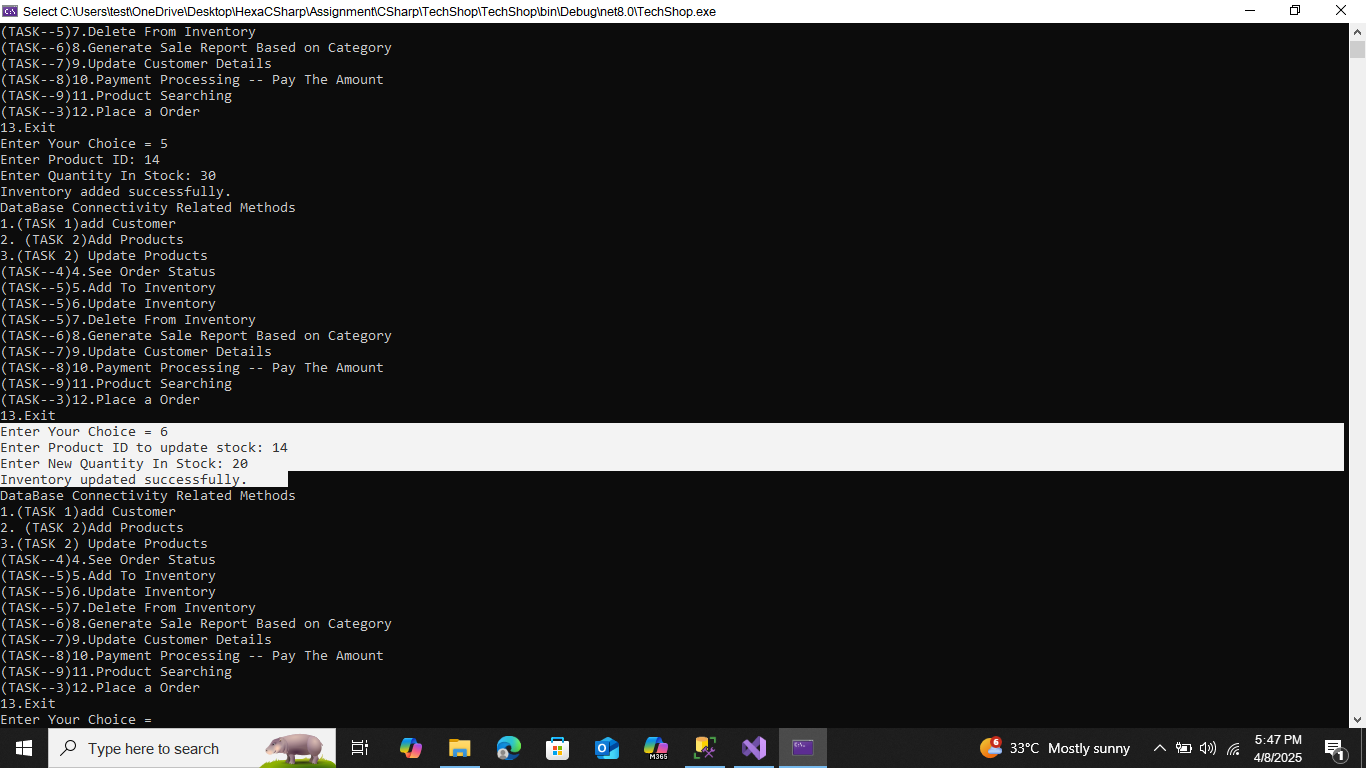 Select C:\Users\test\OneDrive\Desktop\HexaCSharp\Assignment\CSharp\TechShop\TechShop\bin\Debug\net8.0\TechShop.exe
(TASK--5)7.Delete From Inventory
(TASK--6)8.Generate Sale Report Based on Category
(TASK--7)9.Update Customer Details
(TASK--8)10.Payment Processing -- Pay The Amount
(TASK--9)11.Product Searching
(TASK--3)12.Place a Order
13.Exit
Enter Your Choice = 5
Enter Product ID: 14
Enter Quantity In Stock: 30
Inventory added successfully.
DataBase Connectivity Related Methods
1.(TASK 1)add Customer
2. (TASK 2)Add Products
3.(TASK 2) Update Products
(TASK--4)4.See Order Status
(TASK--5)5.Add To Inventory
(TASK--5)6.Update Inventory
(TASK--5)7.Delete From Inventory
(TASK--6)8.Generate Sale Report Based on Category
(TASK--7)9.Update Customer Details
(TASK--8)10.Payment Processing -- Pay The Amount
(TASK--9)11.Product Searching
(TASK--3)12.Place a Order
13.Exit
Enter Your Choice = 6
Enter Product ID to update stock: 14
Enter New Quantity In Stock: 20
Inventory updated successfully.
DataBase Connectivity Related Methods
1.(TASK 1)add Customer
2. (TASK 2)Add Products
3.(TASK 2) Update Products
(TASK--4)4.See Order Status
(TASK--5)5.Add To Inventory
(TASK--5)6.Update Inventory
(TASK--5)7.Delete From Inventory
(TASK--6)8.Generate Sale Report Based on Category
(TASK--7)9.Update Customer Details
(TASK--8)10.Payment Processing -- Pay The Amount
(TASK--9)11.Product Searching
(TASK--3)12.Place a Order
13.Exit
Enter Your Choice =
Type here to search
M365
6
33°C Mostly sunny
5:47 PM
4/8/2025
1